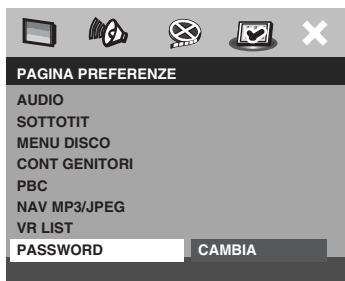 PAGINA PREFERENZE
AUDIO
SOTTOTIT
MENU DISCO
CONT GENITORI
PBC
NAV MP3/JPEG
VR LIST
PASSWORD CAMBIA